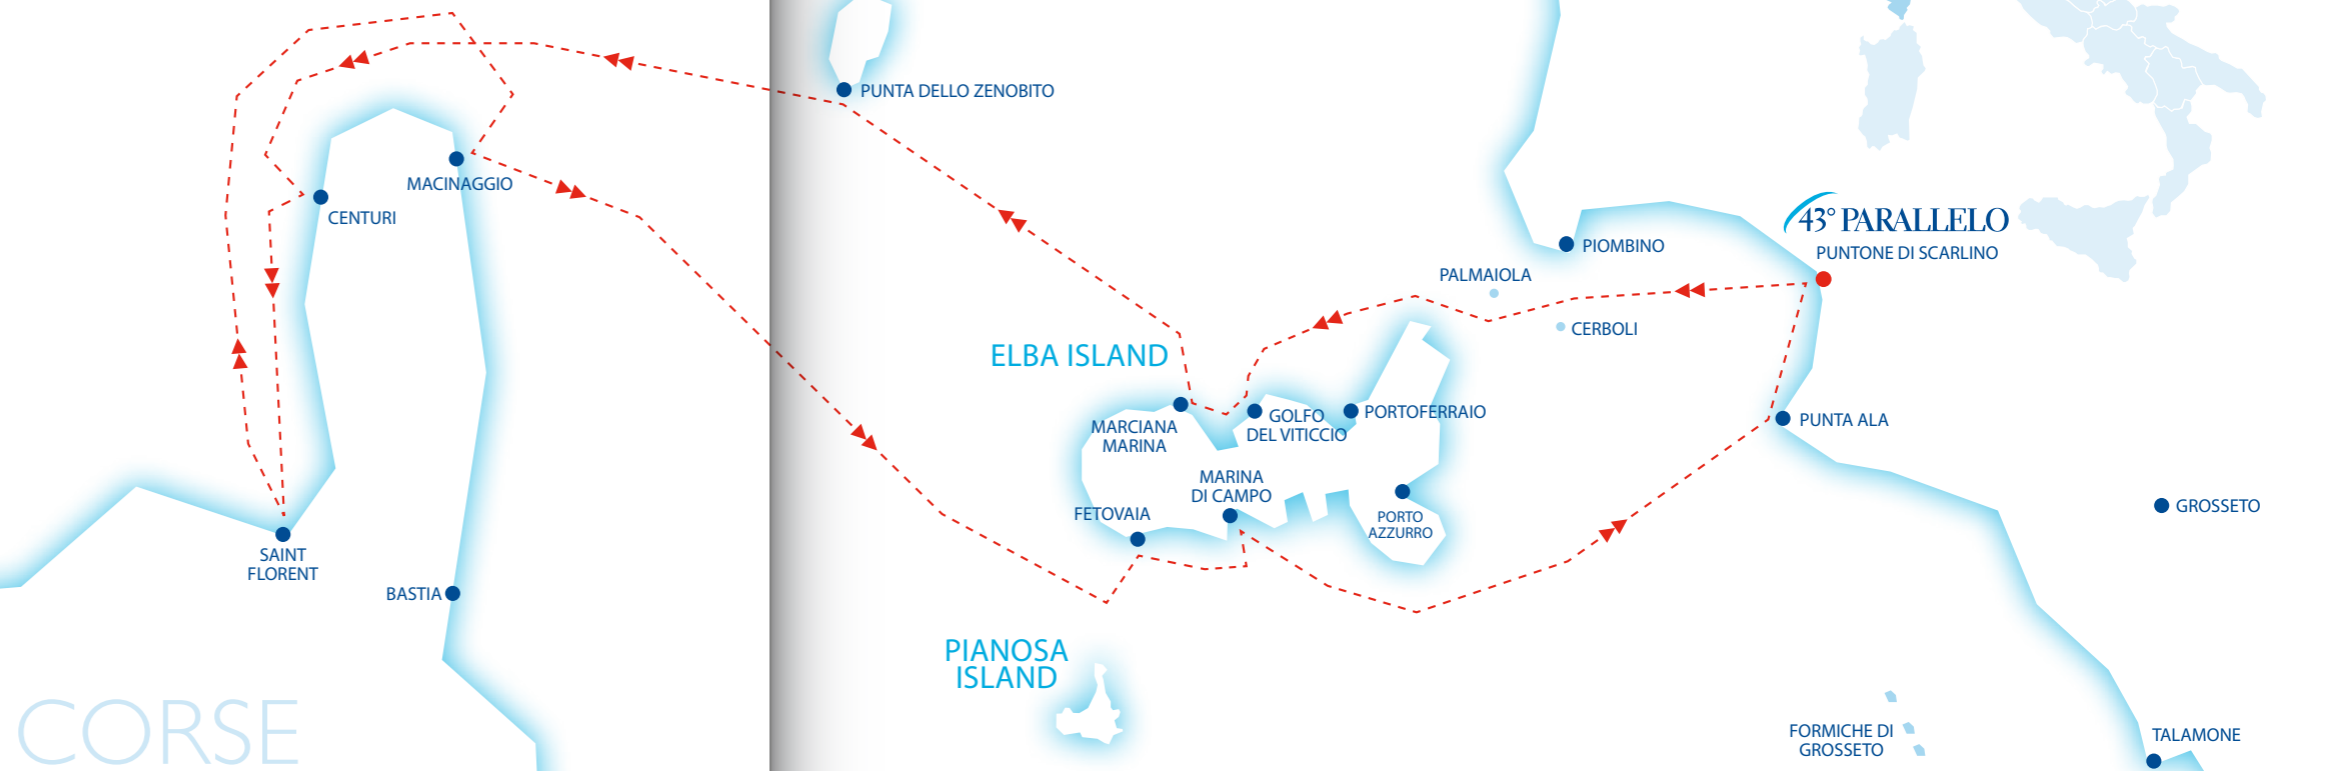 PUNTA DELLO ZENOBITO
MACINAGGIO
CENTURI
43° PARALLELO
PUNTONE DI SCARLINO
PIOMBINO
PALMAIOLA
CERBOLI
ELBA ISLAND
MARCIANA
MARINA
GOLFO
DEL VITICCIO
PORTOFERRAIO
PUNTA ALA
MARINA
DI CAMPO
FETOVAIA
PORTO
AZZURRO
GROSSETO
SAINT
FLORENT
BASTIA
PIANOSA
ISLAND
CORSE
FORMICHE DI
GROSSETO
TALAMONE